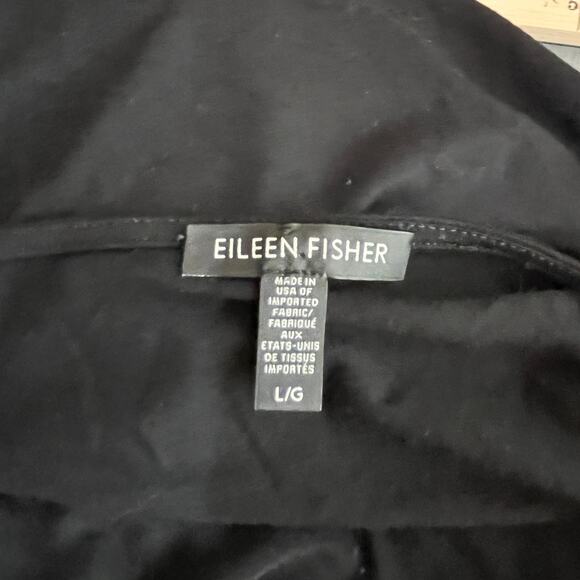 EILEEN FISHER
MADE IN
USA OF
IMPORTED
FABRIC/
FABRIQUÉ
AUX
ETATS-UNIS
DE TISSUS
IMPORTÉS
L/G